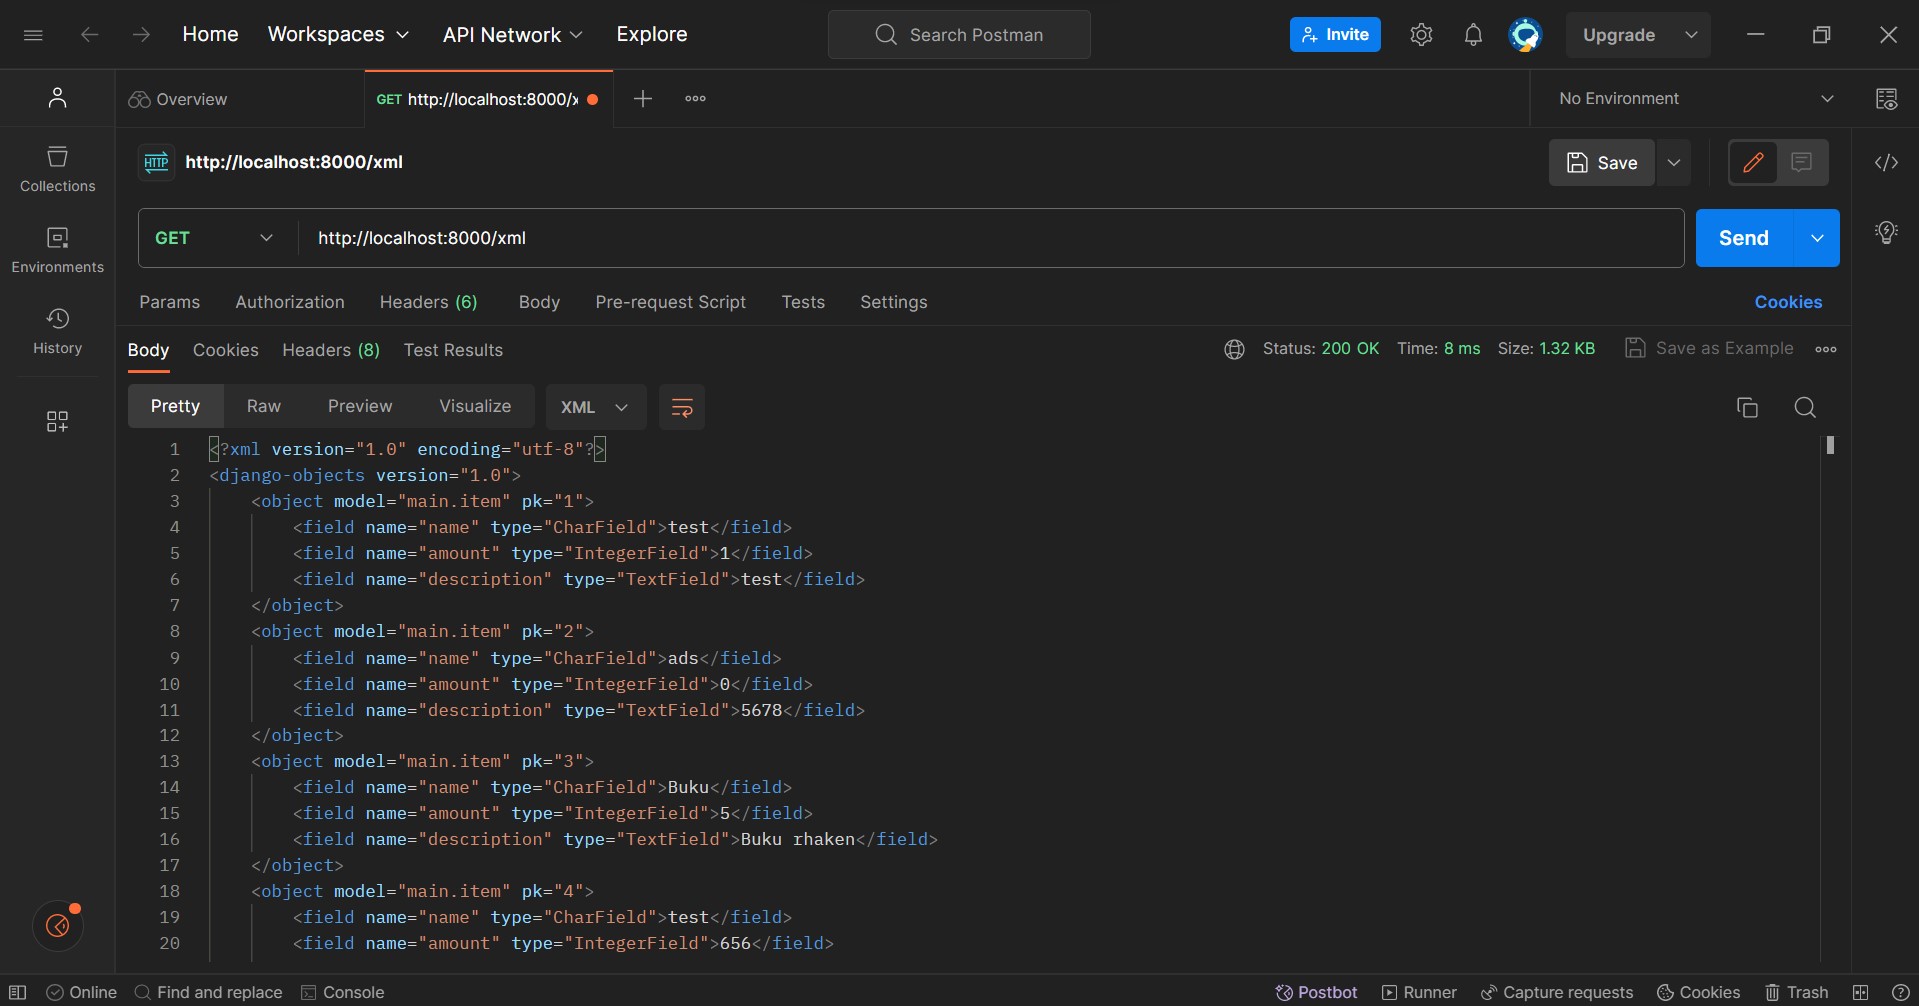 Home Workspaces API Network Explore Search Postman Invite Upgrade
Overview GET http://localhost:8000/x No Environment
HTTP http://localhost:8000/xml Save
Collections
GET http://localhost:8000/xml Send
Environments
Params Authorization Headers (6) Body Pre-request Script Tests Settings Cookies
History
Body Cookies Headers (8) Test Results Status: 200 OK Time: 8 ms Size: 1.32 KB Save as Example
Pretty Raw Preview Visualize XML
1 <?xml version="1.0" encoding="utf-8"?>
2 <django-objects version="1.0">
3 <object model="main.item" pk="1">
4 <field name="name" type="CharField">test</field>
5 <field name="amount" type="IntegerField">1</field>
6 <field name="description" type="TextField">test</field>
7 </object>
8 <object model="main.item" pk="2">
9 <field name="name" type="CharField">ads</field>
10 <field name="amount" type="IntegerField">0</field>
11 <field name="description" type="TextField">5678</field>
12 </object>
13 <object model="main.item" pk="3">
14 <field name="name" type="CharField">Buku</field>
15 <field name="amount" type="IntegerField">5</field>
16 <field name="description" type="TextField">Buku rhaken</field>
17 </object>
18 <object model="main.item" pk="4">
19 <field name="name" type="CharField">test</field>
20 <field name="amount" type="IntegerField">656</field>
Online Find and replace Console Postbot Runner Capture requests Cookies Trash